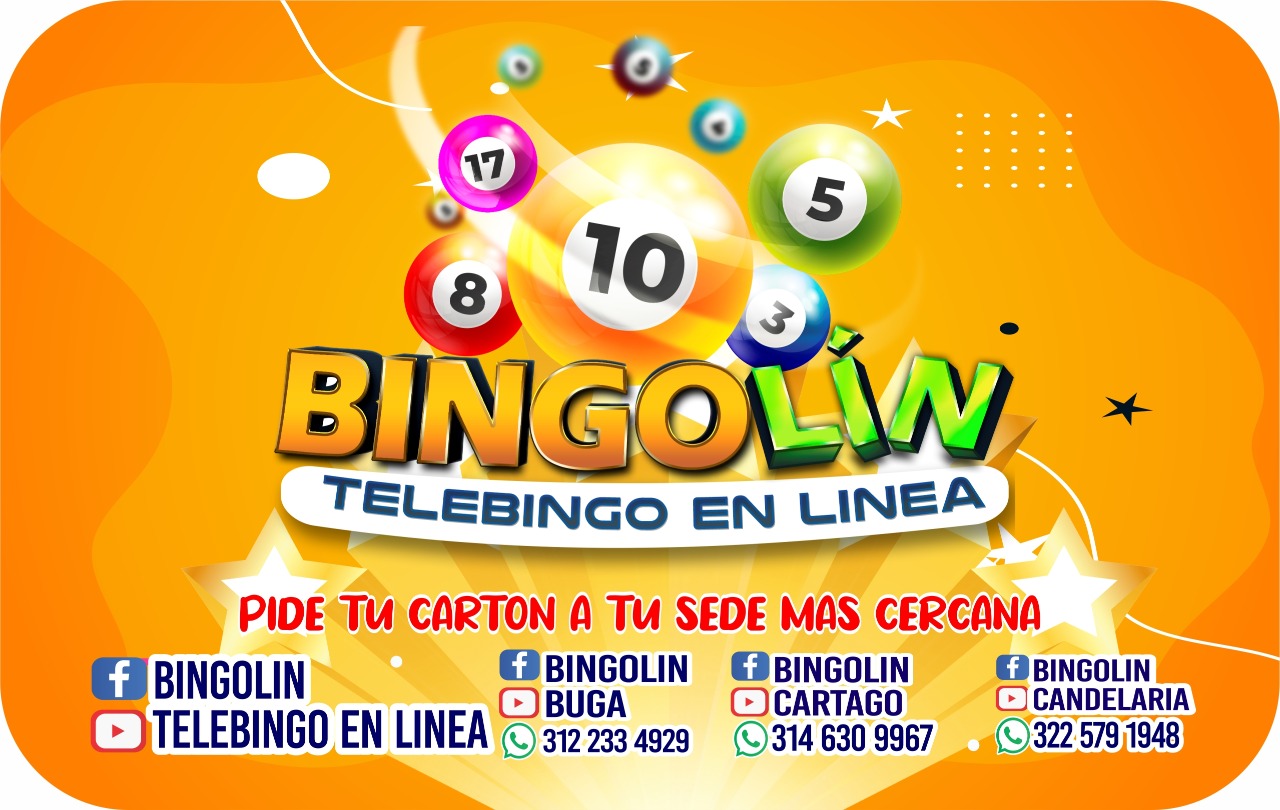 17
10
5
8
3
BINGOLÍN
TELEBINGO EN LINEA
PIDE TU CARTON A TU SEDE MAS CERCANA
BINGOLIN
TELEBINGO EN LINEA
BINGOLIN
BUGA
312 233 4929
BINGOLIN
CARTAGO
314 630 9967
BINGOLIN
CANDELARIA
322 579 1948